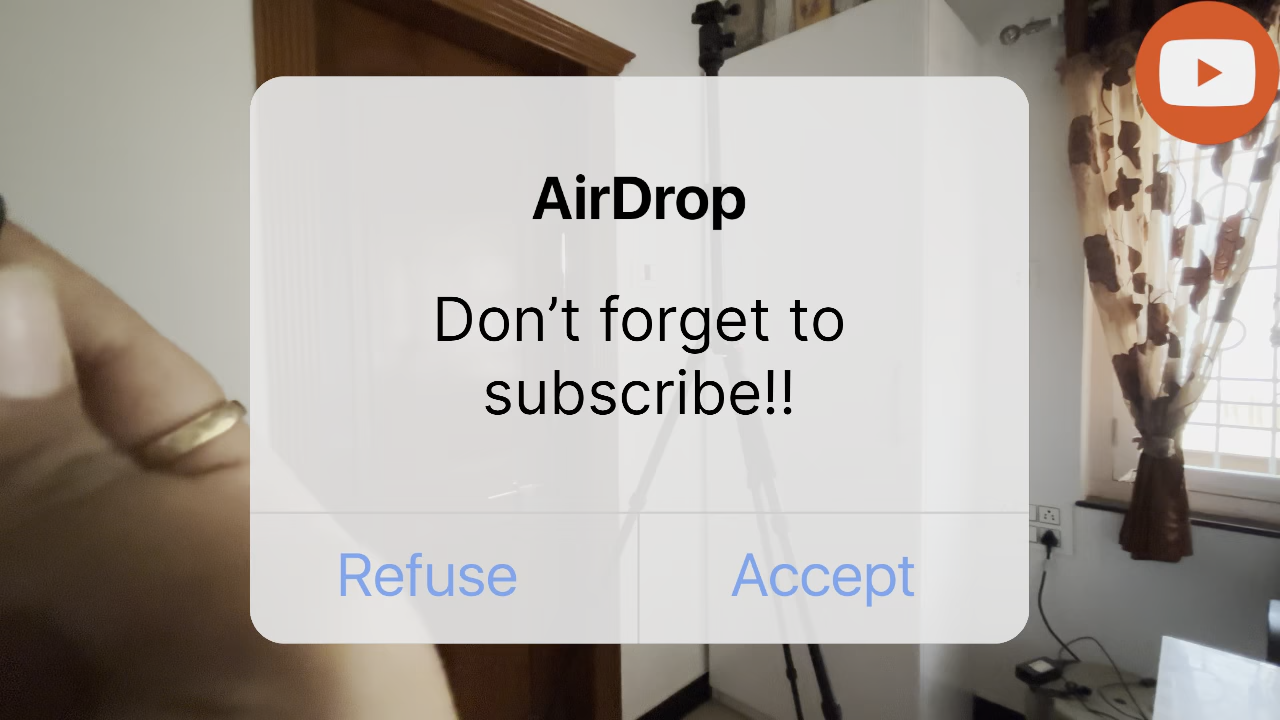 AirDrop
Don’t forget to
subscribe!!
Refuse
Accept